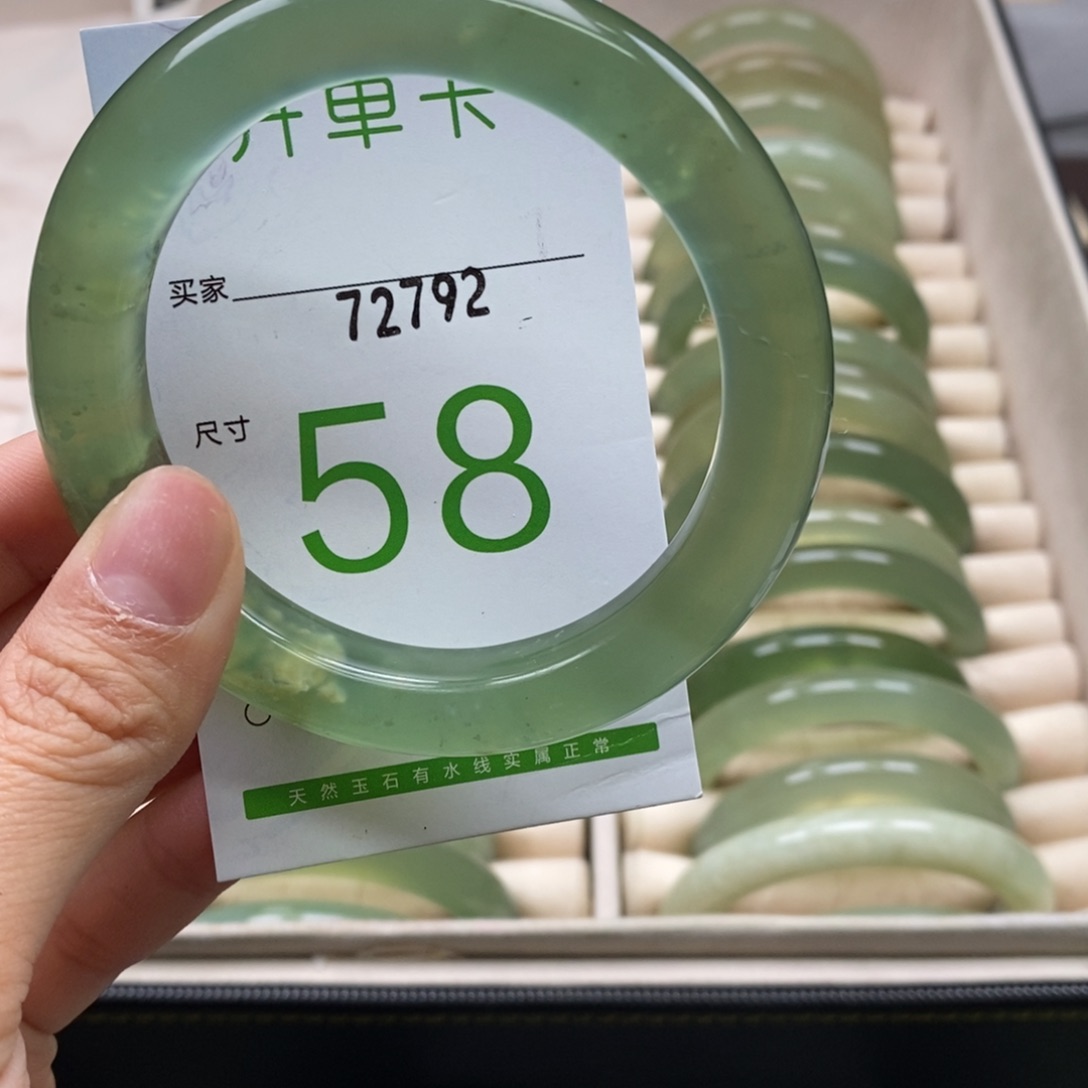 开单卡
买家 72792
尺寸 58
天然玉石有水线实属正常